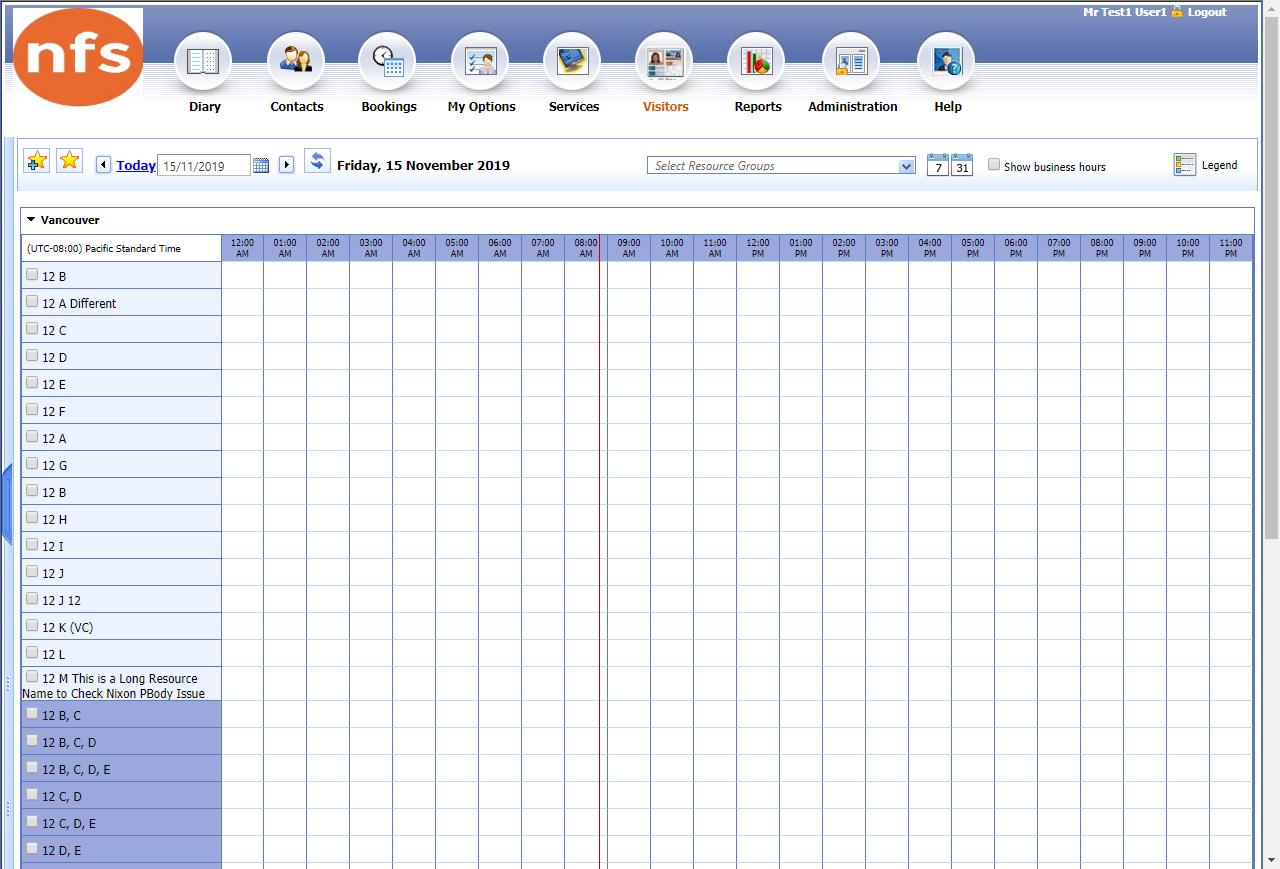 Mr Test1 User1 Logout
nfs
Diary Contacts Bookings My Options Services Visitors Reports Administration Help
Today 15/11/2019 Friday, 15 November 2019 Select Resource Groups 7 31 Show business hours Legend
Vancouver
(UTC-08:00) Pacific Standard Time 12:00 AM 01:00 AM 02:00 AM 03:00 AM 04:00 AM 05:00 AM 06:00 AM 07:00 AM 08:00 AM 09:00 AM 10:00 AM 11:00 AM 12:00 PM 01:00 PM 02:00 PM 03:00 PM 04:00 PM 05:00 PM 06:00 PM 07:00 PM 08:00 PM 09:00 PM 10:00 PM 11:00 PM
12 B
12 A Different
12 C
12 D
12 E
12 F
12 A
12 G
12 B
12 H
12 I
12 J
12 J 12
12 K (VC)
12 L
12 M This is a Long Resource
Name to Check Nixon PBody Issue
12 B, C
12 B, C, D
12 B, C, D, E
12 C, D
12 C, D, E
12 D, E